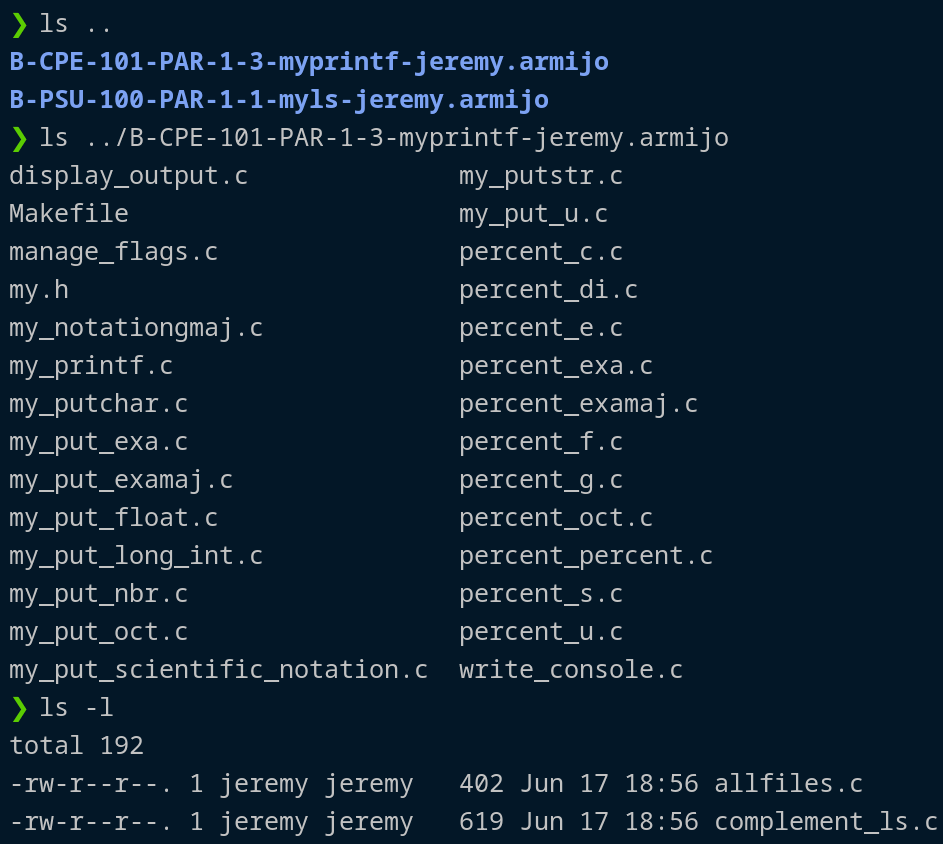 ❯ ls ..
B-CPE-101-PAR-1-3-myprintf-jeremy.armijo
B-PSU-100-PAR-1-1-myls-jeremy.armijo
❯ ls ../B-CPE-101-PAR-1-3-myprintf-jeremy.armijo
display_output.c              my_putstr.c
Makefile                      my_put_u.c
manage_flags.c                percent_c.c
my.h                          percent_di.c
my_notationgmaj.c             percent_e.c
my_printf.c                   percent_exa.c
my_putchar.c                  percent_examaj.c
my_put_exa.c                  percent_f.c
my_put_examaj.c               percent_g.c
my_put_float.c                percent_oct.c
my_put_long_int.c             percent_percent.c
my_put_nbr.c                  percent_s.c
my_put_oct.c                  percent_u.c
my_put_scientific_notation.c  write_console.c
❯ ls -l
total 192
-rw-r--r--. 1 jeremy jeremy   402 Jun 17 18:56 allfiles.c
-rw-r--r--. 1 jeremy jeremy   619 Jun 17 18:56 complement_ls.c